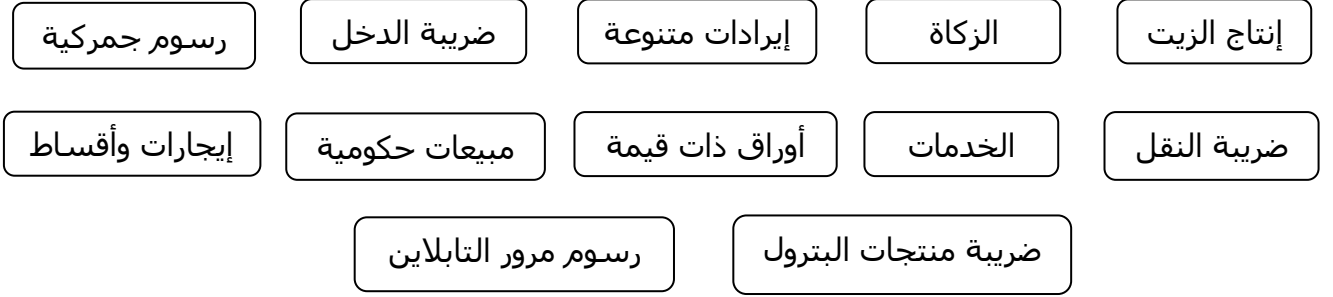 إنتاج الزيت
الزكاة
إيرادات متنوعة
ضريبة الدخل
رسوم جمركية
ضريبة النقل
الخدمات
أوراق ذات قيمة
مبيعات حكومية
إيجارات وأقساط
ضريبة منتجات البترول
رسوم مرور التابلاين